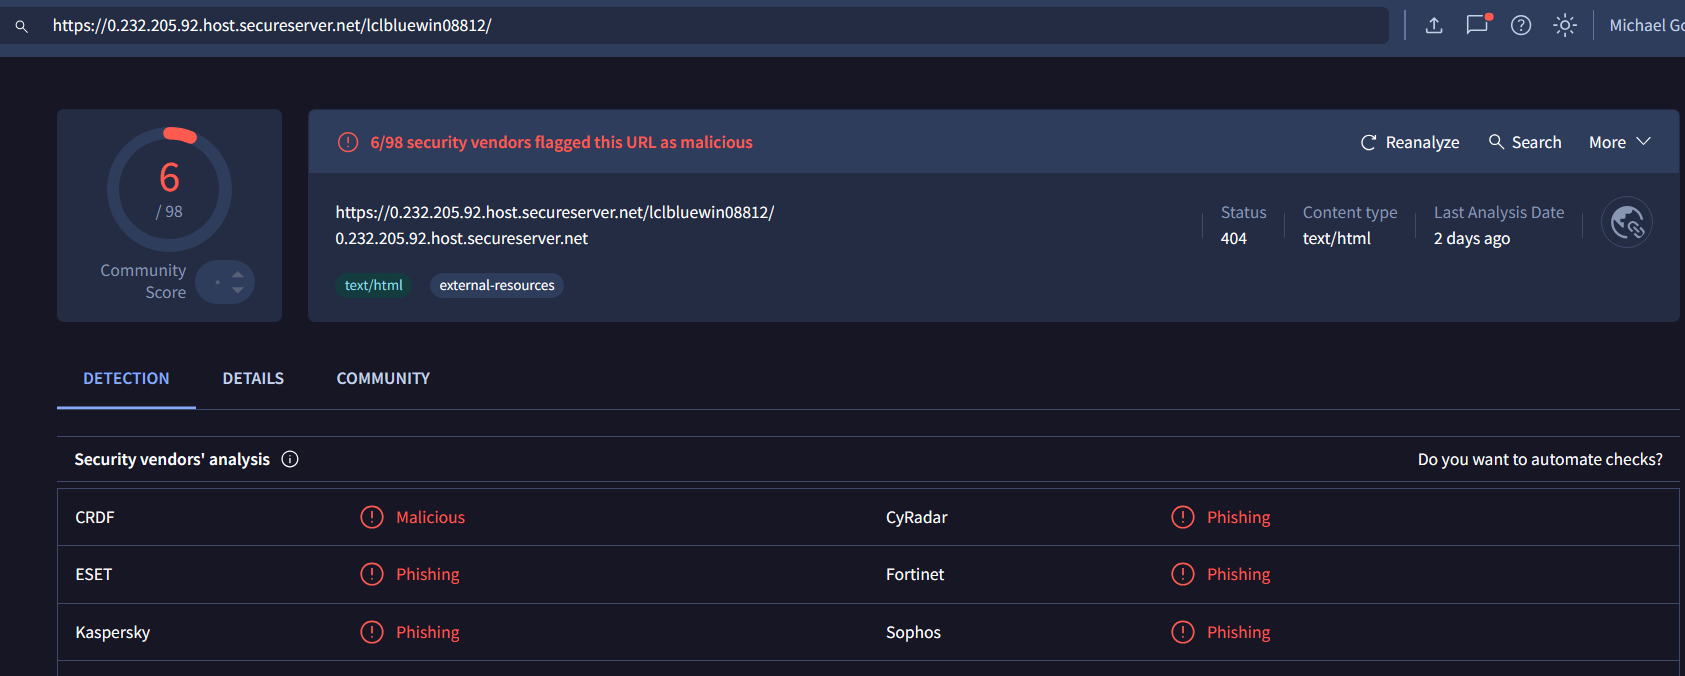 https://0.232.205.92.host.secureserver.net/lclbluewin08812/
Michael Go
6
/ 98
Community
Score
6/98 security vendors flagged this URL as malicious
Reanalyze
Search
More
https://0.232.205.92.host.secureserver.net/lclbluewin08812/
0.232.205.92.host.secureserver.net
text/html
external-resources
Status
404
Content type
text/html
Last Analysis Date
2 days ago
DETECTION
DETAILS
COMMUNITY
Security vendors' analysis
Do you want to automate checks?
CRDF Malicious CyRadar Phishing
ESET Phishing Fortinet Phishing
Kaspersky Phishing Sophos Phishing